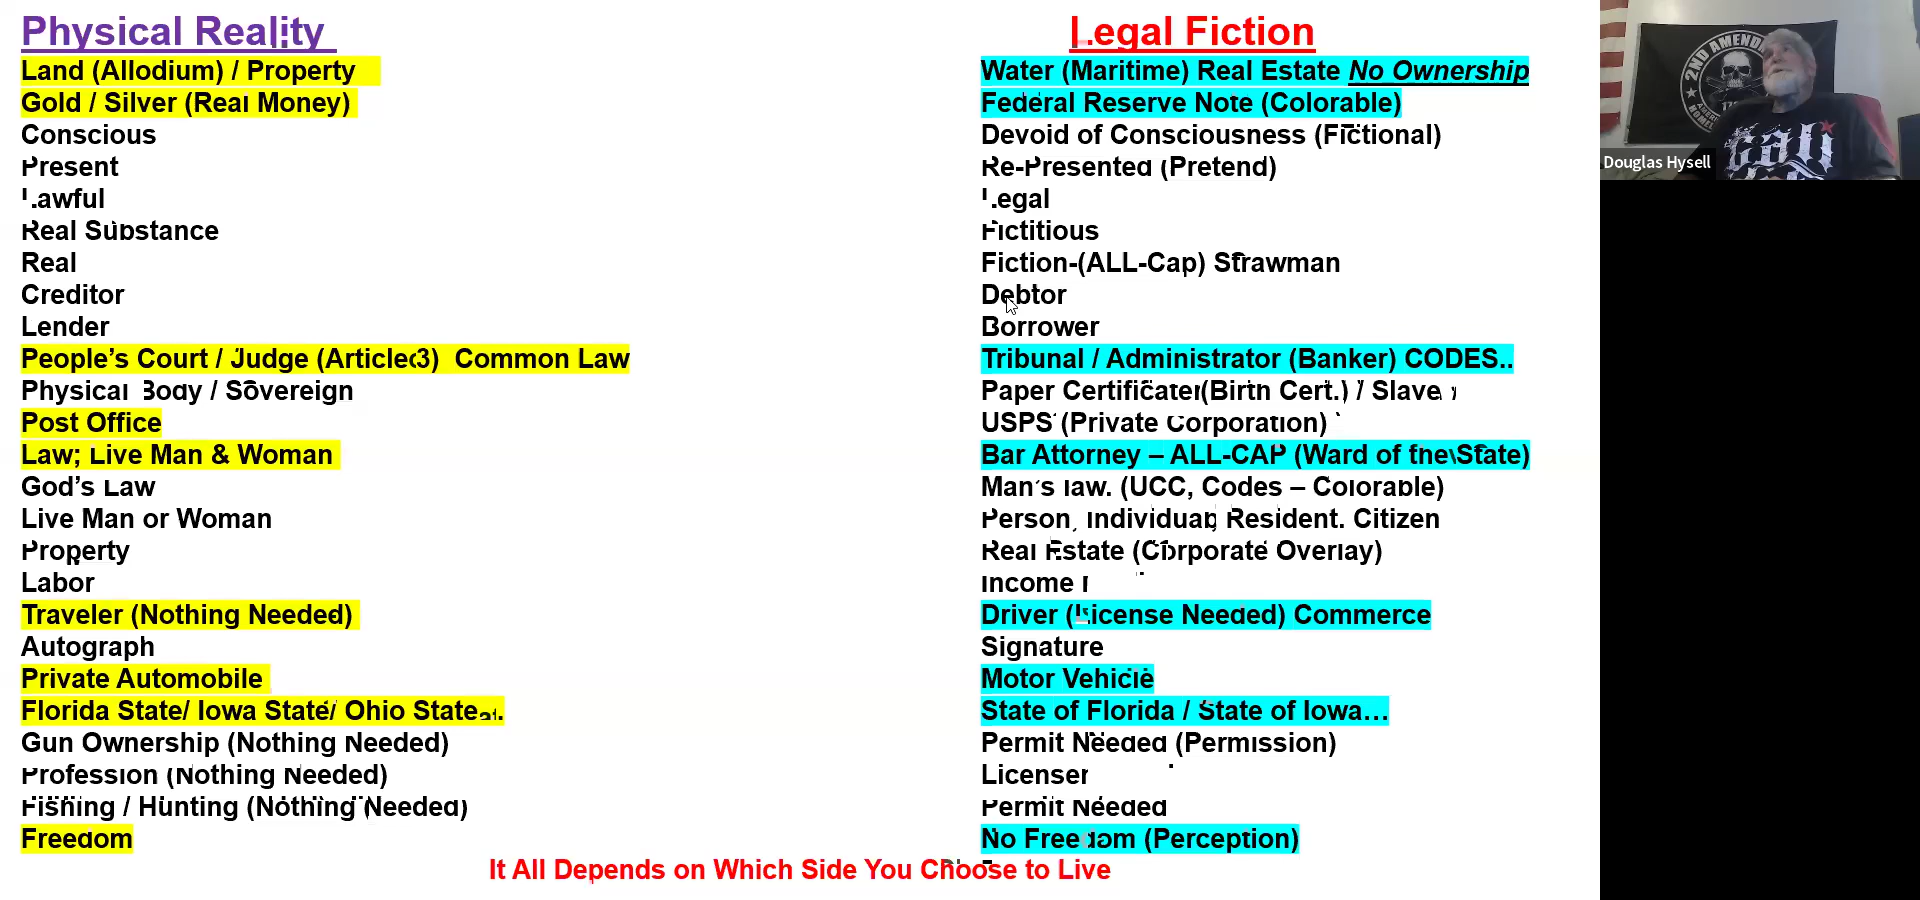 Physical Reality
Land (Allodium) / Property
Gold / Silver (Real Money)
Conscious
Present
Lawful
Real Substance
Real
Creditor
Lender
People’s Court / Judge (Article 3) Common Law
Physical Body / Sovereign
Post Office
Law; Live Man & Woman
God’s Law
Live Man or Woman
Property
Labor
Traveler (Nothing Needed)
Autograph
Private Automobile
Florida State/ Iowa State/ Ohio State
Gun Ownership (Nothing Needed)
Profession (Nothing Needed)
Fishing / Hunting (Nothing Needed)
Freedom
Legal Fiction
Water (Maritime) Real Estate No Ownership
Federal Reserve Note (Colorable)
Devoid of Consciousness (Fictional)
Re-Presented (Pretend)
Legal
Fictitious
Fiction-(ALL-Cap) Strawman
Debtor
Borrower
Tribunal / Administrator (Banker) CODES..
Paper Certificate (Birth Cert.) / Slave
USPS (Private Corporation)
Bar Attorney – ALL-CAP (Ward of the State)
Man’s law. (UCC, Codes – Colorable)
Person, Individual, Resident. Citizen
Real Estate (Corporate Overlay)
Income
Driver (License Needed) Commerce
Signature
Motor Vehicle
State of Florida / State of Iowa…
Permit Needed (Permission)
License
Permit Needed
No Freedom (Perception)
It All Depends on Which Side You Choose to Live
2ND AMENDMENT
Douglas Hysell